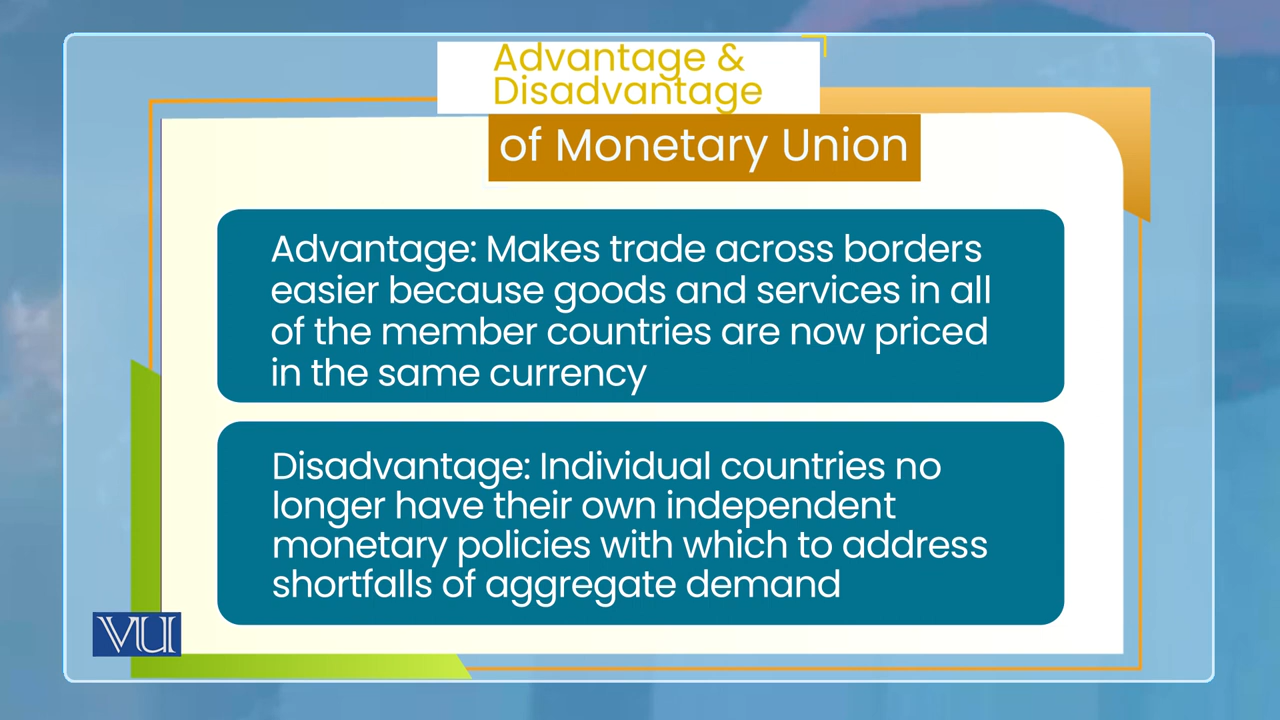 Advantage &
Disadvantage
of Monetary Union
Advantage: Makes trade across borders
easier because goods and services in all
of the member countries are now priced
in the same currency
Disadvantage: Individual countries no
longer have their own independent
monetary policies with which to address
shortfalls of aggregate demand
VU